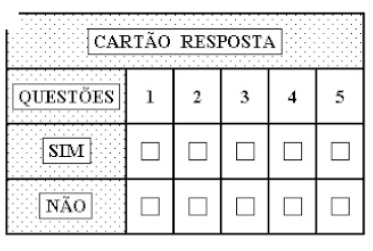 CARTÃO RESPOSTA
QUESTÕES 1 2 3 4 5
SIM
NÃO